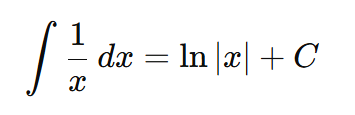 ∫ 1/x dx = ln |x| + C